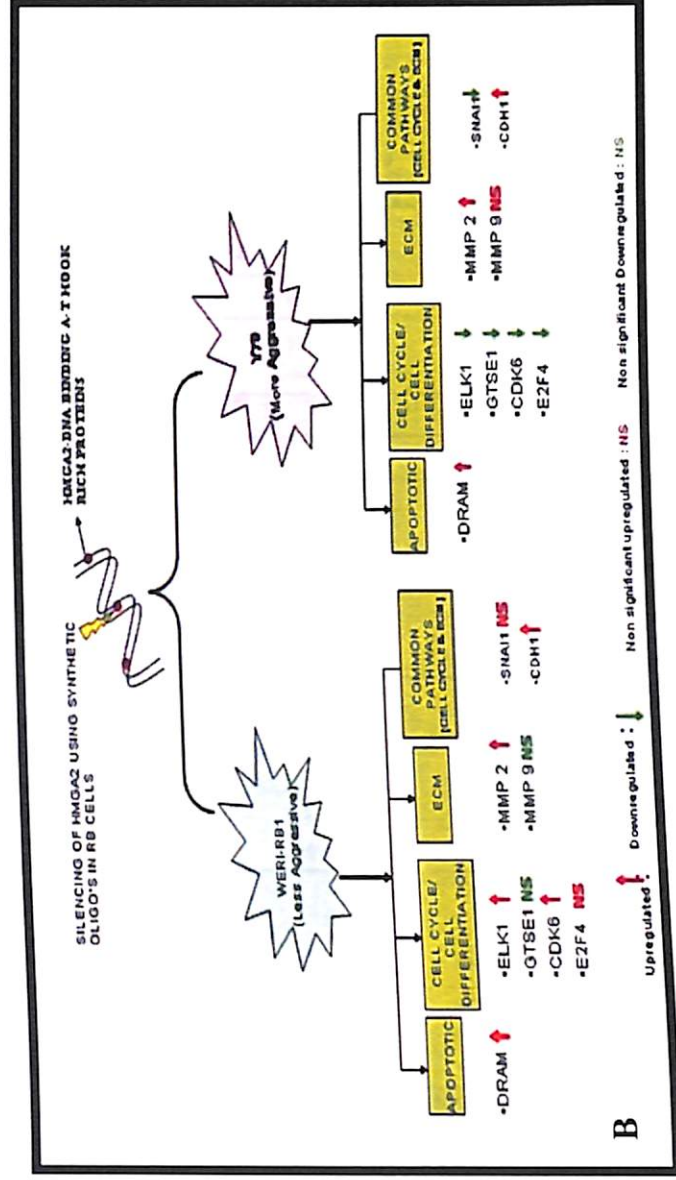 SILENCING OF HMGA2 USING SYNTHETIC
OLIGO'S IN RB CELLS
HMGA2-DNA BINDING A-T HOOK
RICH PROTEINS
WERI-RB1
(Less Aggressive)
Y79
(More Aggressive)
APOPTOTIC
•DRAM ↑
CELL CYCLE/
CELL
DIFFERENTIATION
•ELK1 ↑
•GTSE1 NS
•CDK6 ↑
•E2F4 NS
ECM
•MMP 2 ↑
•MMP 9 NS
COMMON
PATHWAYS
[CELL CYCLE & ECM]
•SNAI1 NS
•CDH1 ↑
APOPTOTIC
•DRAM ↑
CELL CYCLE/
CELL
DIFFERENTIATION
•ELK1 ↓
•GTSE1 ↓
•CDK6 ↓
•E2F4 ↓
ECM
•MMP 2 ↑
•MMP 9 NS
COMMON
PATHWAYS
[CELL CYCLE & ECM]
•SNAI1 ↓
•CDH1 ↑
Upregulated : ↑ Downregulated : ↓ Non significant upregulated : NS Non significant Downregulated : NS
B